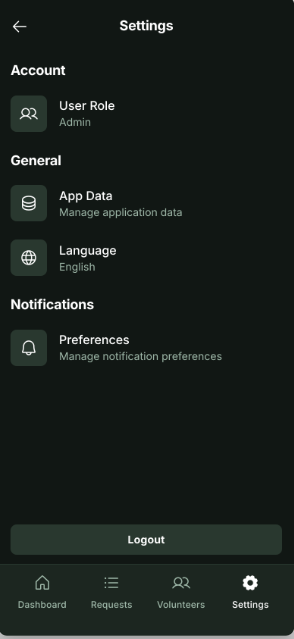 Settings
Account
User Role
Admin
General
App Data
Manage application data
Language
English
Notifications
Preferences
Manage notification preferences
Logout
Dashboard Requests Volunteers Settings